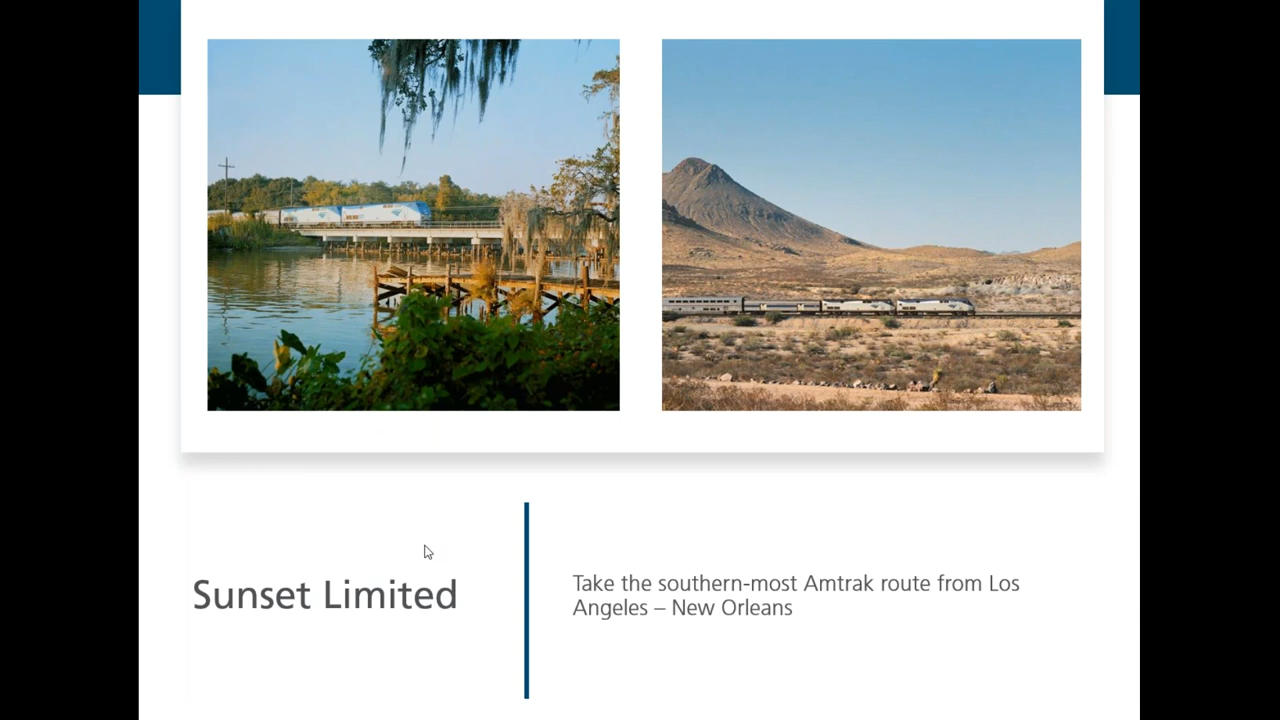 Sunset Limited
Take the southern-most Amtrak route from Los
Angeles – New Orleans